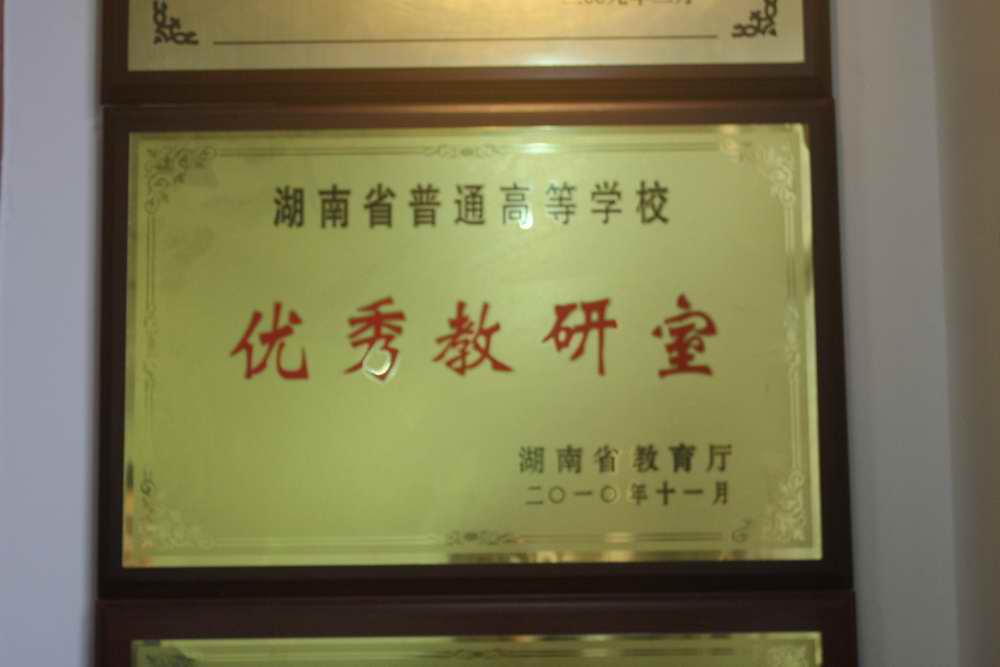 湖南省普通高等学校
优秀教研室
湖南省教育厅
二〇一〇年十一月